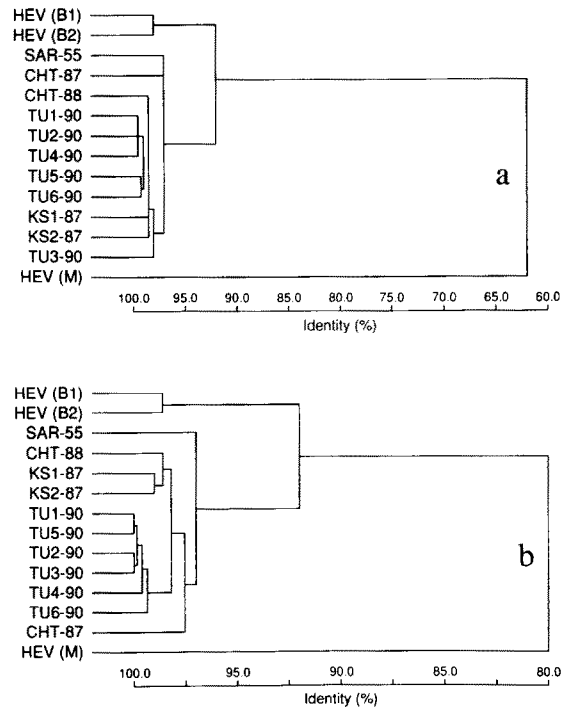 HEV (B1)
HEV (B2)
SAR-55
CHT-87
CHT-88
TU1-90
TU2-90
TU4-90
TU5-90
TU6-90
KS1-87
KS2-87
TU3-90
HEV (M)
a
100.0 95.0 90.0 85.0 80.0 75.0 70.0 65.0 60.0
Identity (%)
HEV (B1)
HEV (B2)
SAR-55
CHT-88
KS1-87
KS2-87
TU1-90
TU5-90
TU2-90
TU3-90
TU4-90
TU6-90
CHT-87
HEV (M)
b
100.0 95.0 90.0 85.0 80.0
Identity (%)